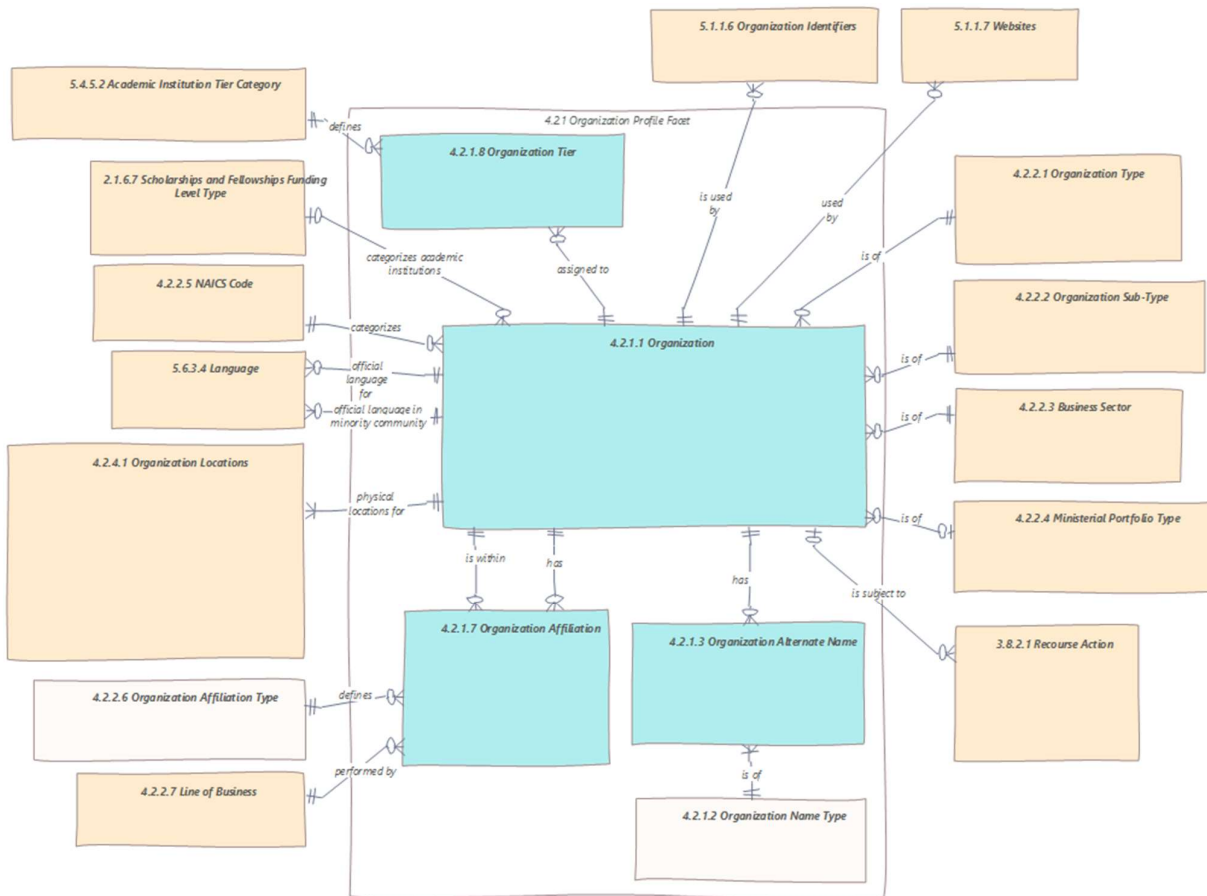 5.1.1.6 Organization Identifiers
5.1.1.7 Websites
5.4.5.2 Academic Institution Tier Category
defines
4.2.1 Organization Profile Facet
4.2.1.8 Organization Tier
2.1.6.7 Scholarships and Fellowships Funding
Level Type
is used
by
used
by
4.2.2.1 Organization Type
categorizes academic
institutions
assigned to
is of
4.2.2.5 NAICS Code
4.2.2.2 Organization Sub-Type
categorizes
4.2.1.1 Organization
5.6.3.4 Language
official
language
for
is of
official language in
minority community
4.2.2.3 Business Sector
is of
4.2.4.1 Organization Locations
physical
locations for
4.2.2.4 Ministerial Portfolio Type
is of
is within
has
has
is subject to
4.2.1.7 Organization Affiliation
4.2.1.3 Organization Alternate Name
3.8.2.1 Recourse Action
4.2.2.6 Organization Affiliation Type
defines
performed by
is of
4.2.2.7 Line of Business
4.2.1.2 Organization Name Type